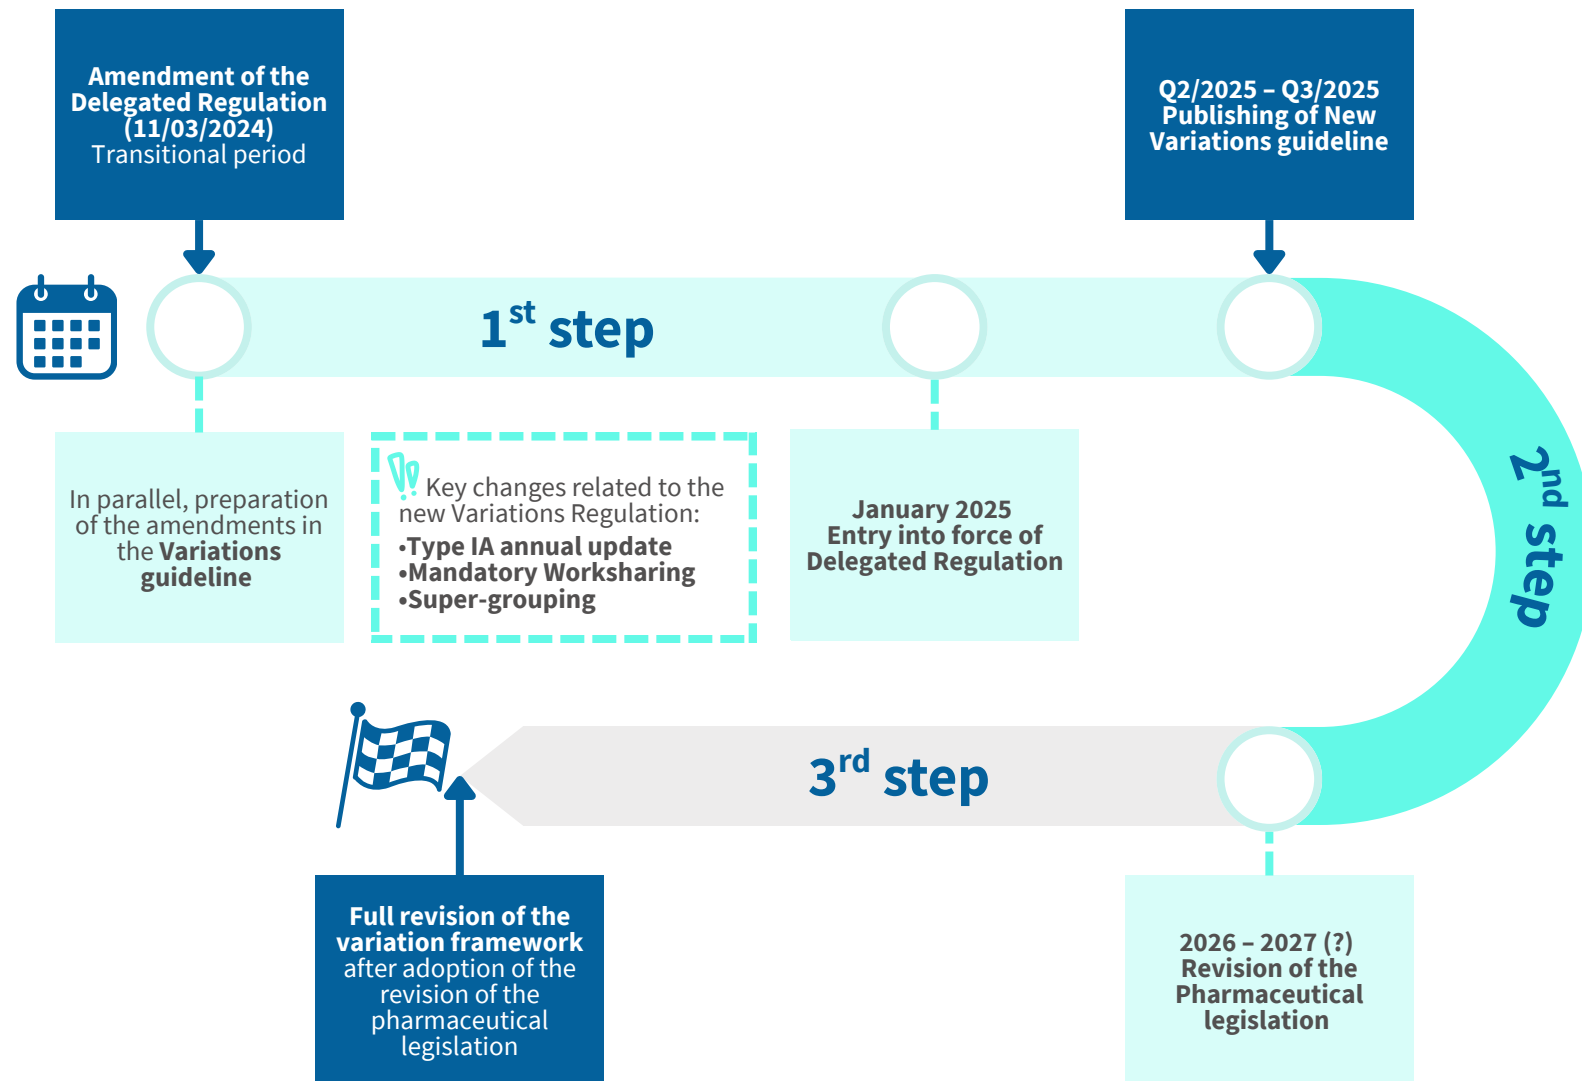 Amendment of the
Delegated Regulation
(11/03/2024)
Transitional period
Q2/2025 – Q3/2025
Publishing of New
Variations guideline
1st step
In parallel, preparation
of the amendments in
the Variations
guideline
Key changes related to the
new Variations Regulation:
•Type IA annual update
•Mandatory Worksharing
•Super-grouping
January 2025
Entry into force of
Delegated Regulation
2nd step
3rd step
Full revision of the
variation framework
after adoption of the
revision of the
pharmaceutical
legislation
2026 – 2027 (?)
Revision of the
Pharmaceutical
legislation